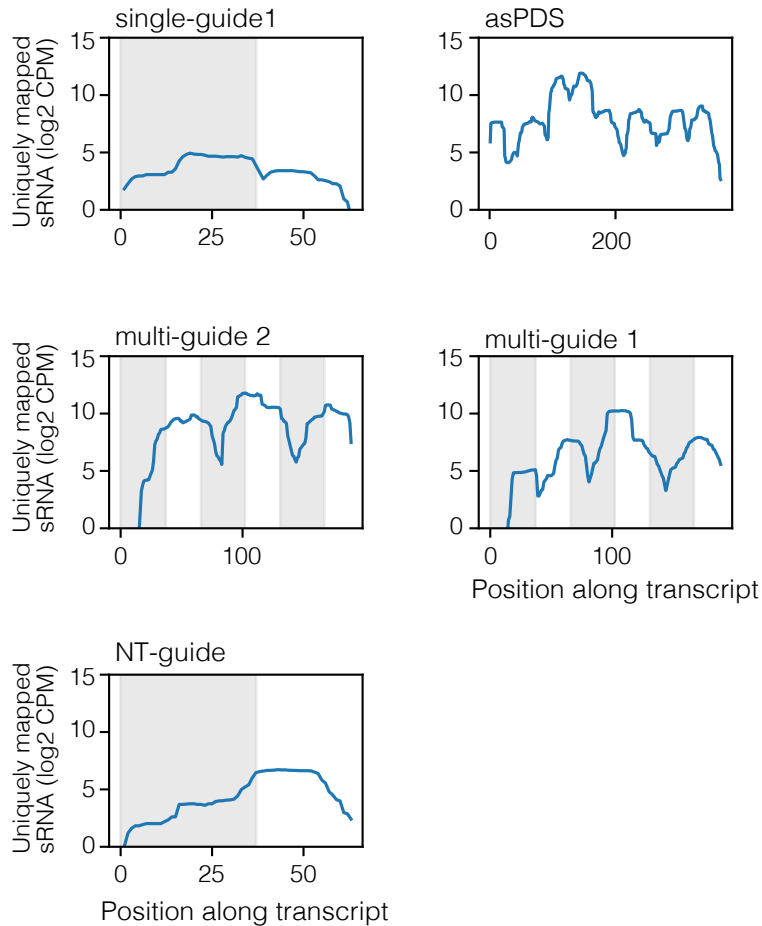 single-guide1
asPDS
Uniquely mapped
sRNA (log2 CPM)
15
10
5
0
0
25
50
15
10
5
0
0
200
multi-guide 2
multi-guide 1
Uniquely mapped
sRNA (log2 CPM)
15
10
5
0
0
100
15
10
5
0
0
100
Position along transcript
NT-guide
Uniquely mapped
sRNA (log2 CPM)
15
10
5
0
0
25
50
Position along transcript